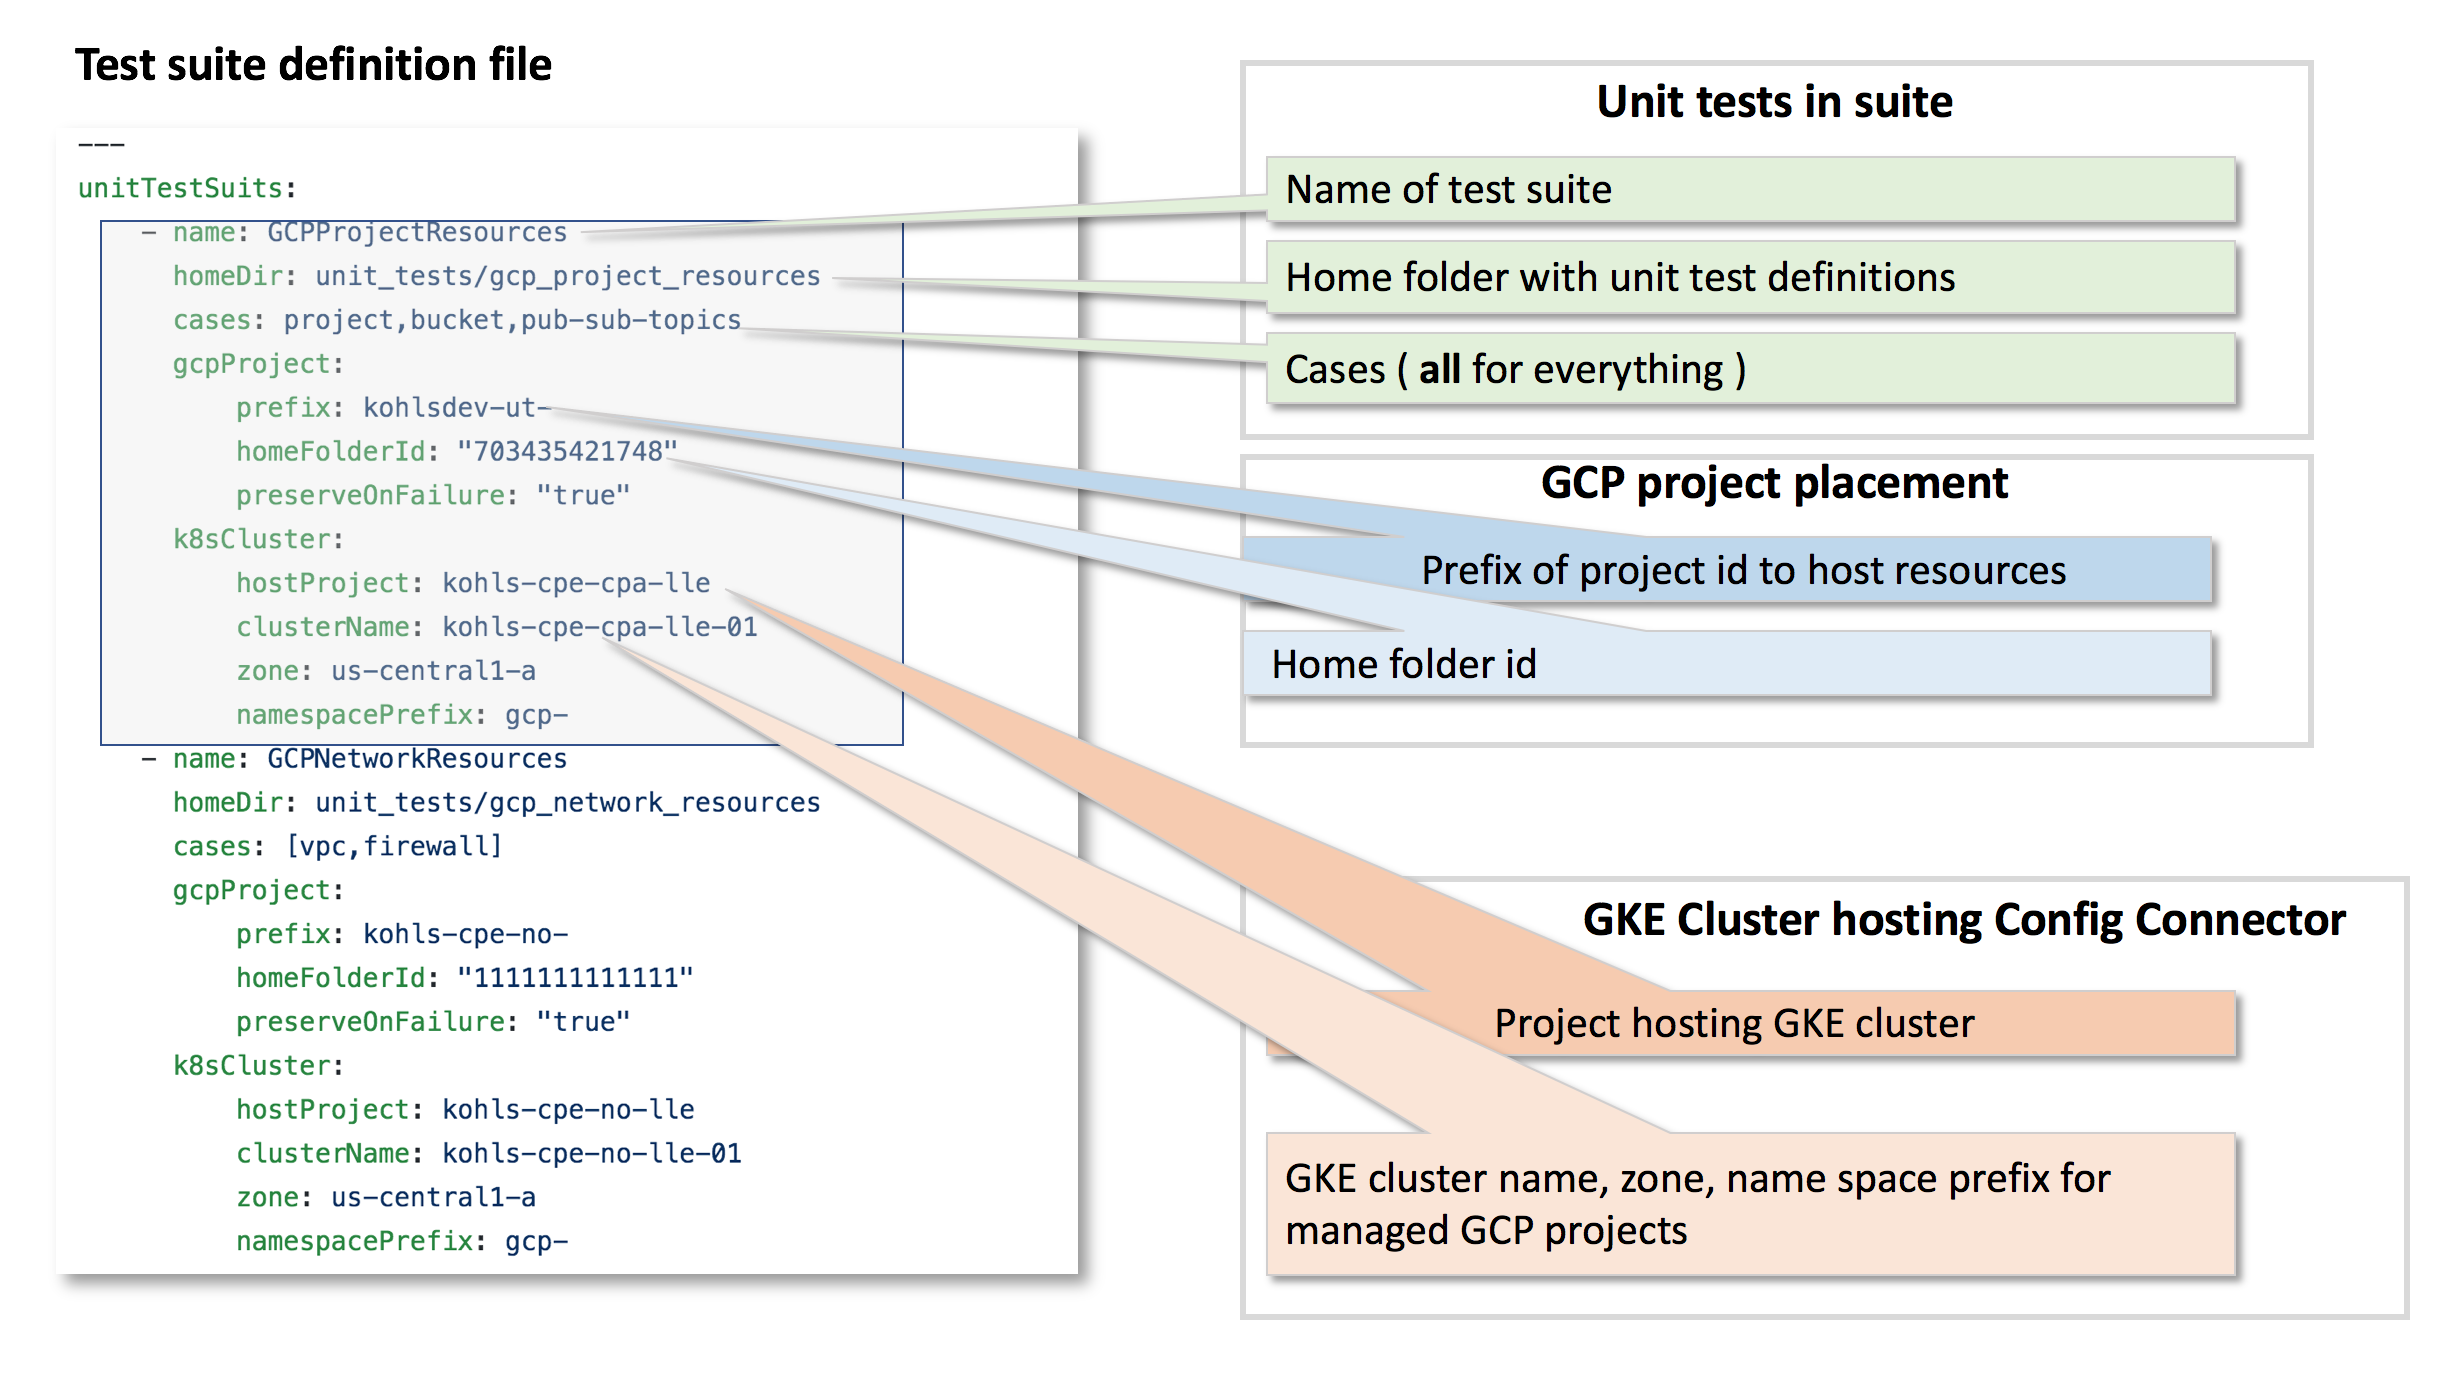 Test suite definition file
---
unitTestSuits:
- name: GCPProjectResources
homeDir: unit_tests/gcp_project_resources
cases: project,bucket,pub-sub-topics
gcpProject:
prefix: kohlsdev-ut-
homeFolderId: "703435421748"
preserveOnFailure: "true"
k8sCluster:
hostProject: kohls-cpe-cpa-lle
clusterName: kohls-cpe-cpa-lle-01
zone: us-central1-a
namespacePrefix: gcp-
- name: GCPNetworkResources
homeDir: unit_tests/gcp_network_resources
cases: [vpc,firewall]
gcpProject:
prefix: kohls-cpe-no-
homeFolderId: "1111111111111"
preserveOnFailure: "true"
k8sCluster:
hostProject: kohls-cpe-no-lle
clusterName: kohls-cpe-no-lle-01
zone: us-central1-a
namespacePrefix: gcp-
Unit tests in suite
Name of test suite
Home folder with unit test definitions
Cases ( all for everything )
GCP project placement
Prefix of project id to host resources
Home folder id
GKE Cluster hosting Config Connector
Project hosting GKE cluster
GKE cluster name, zone, name space prefix for
managed GCP projects